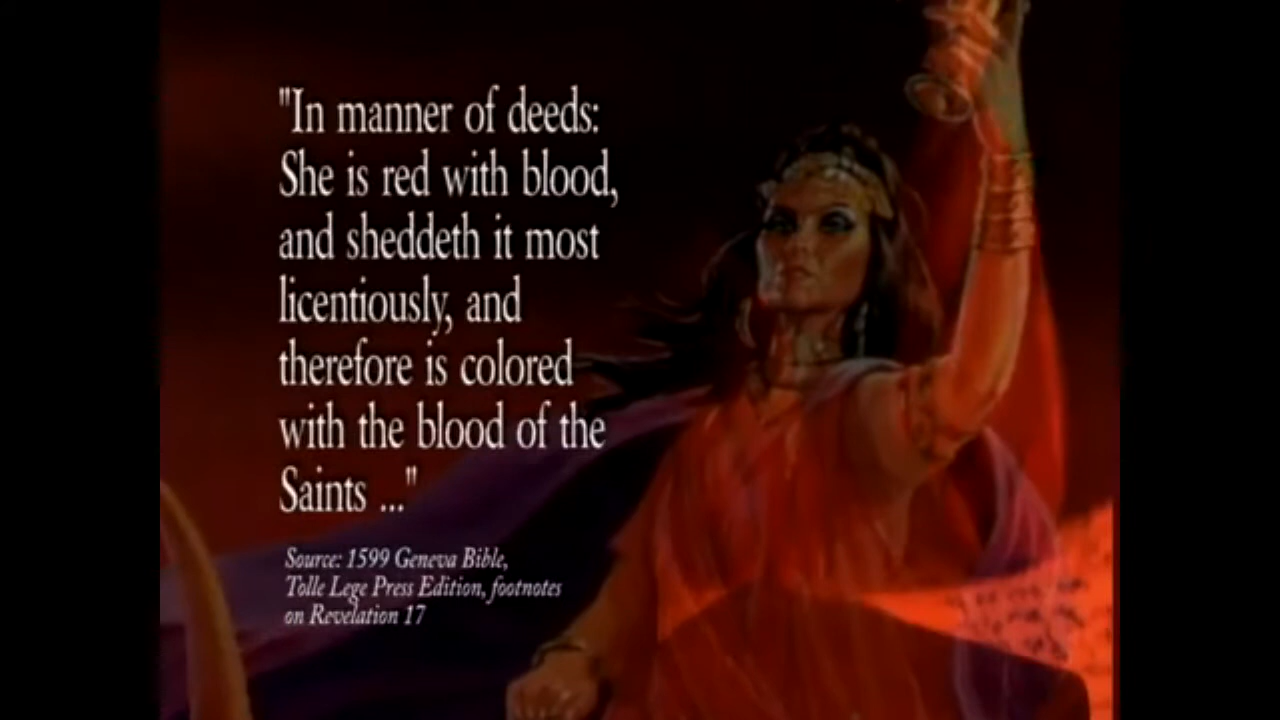 "In manner of deeds:
She is red with blood,
and sheddeth it most
licentiously, and
therefore is colored
with the blood of the
Saints ..."
Source: 1599 Geneva Bible,
Tolle Lege Press Edition, footnotes
on Revelation 17